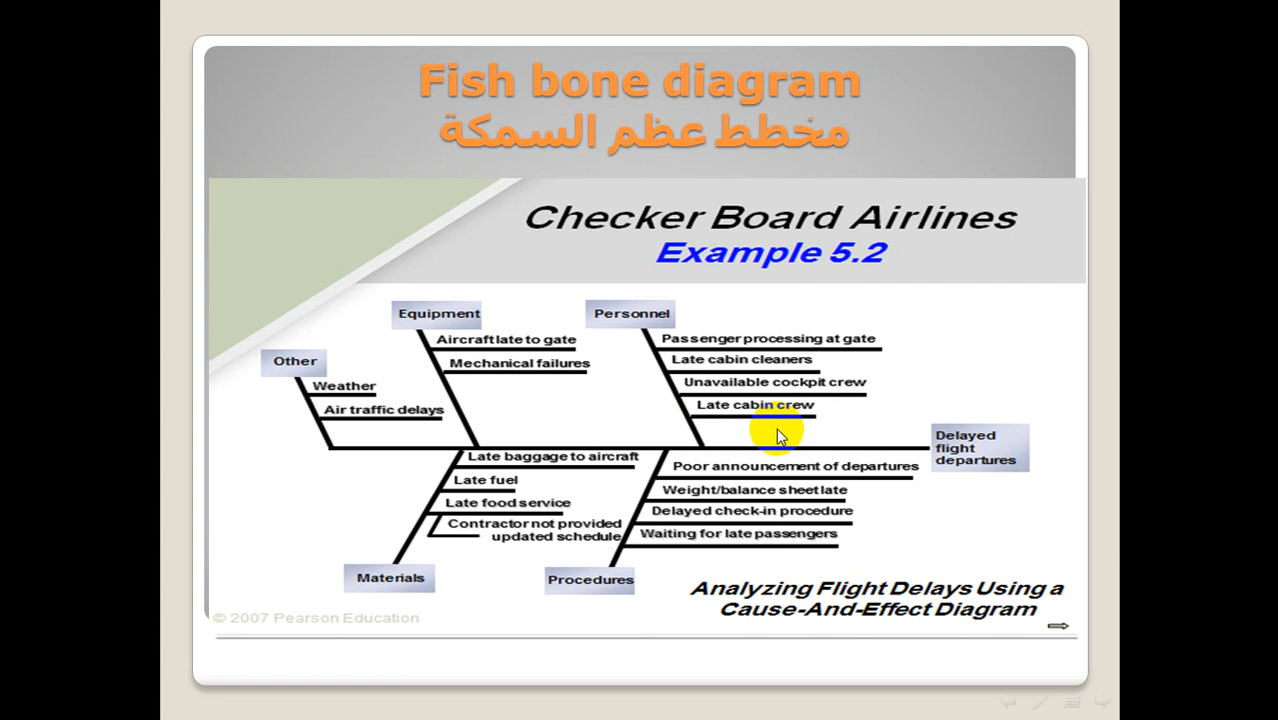 Fish bone diagram
مخطط عظم السمكة
Checker Board Airlines
Example 5.2
Equipment
Personnel
Aircraft late to gate
Passenger processing at gate
Other
Mechanical failures
Late cabin cleaners
Weather
Unavailable cockpit crew
Air traffic delays
Late cabin crew
Delayed
flight
departures
Late baggage to aircraft
Poor announcement of departures
Late fuel
Weight/balance sheet late
Late food service
Delayed check-in procedure
Contractor not provided
updated schedule
Waiting for late passengers
Materials
Procedures
Analyzing Flight Delays Using a
Cause-And-Effect Diagram
© 2007 Pearson Education